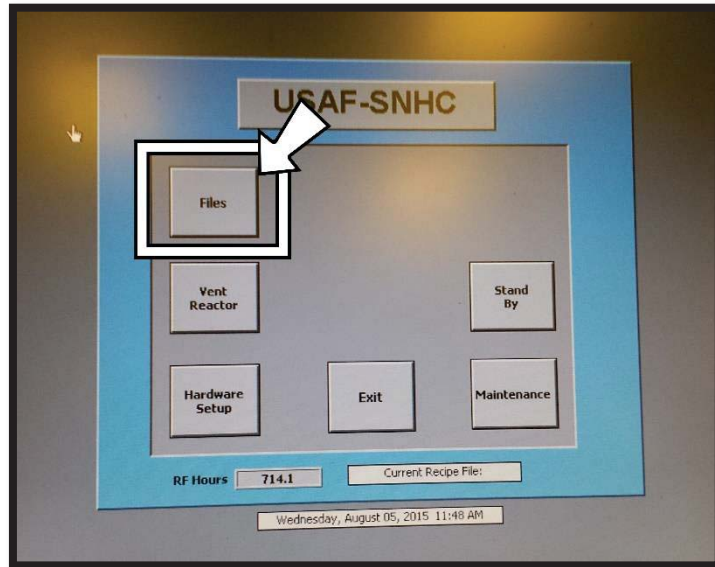 USAF-SNHC
Files
Vent
Reactor
Stand
By
Hardware
Setup
Exit
Maintenance
RF Hours 714.1
Current Recipe File:
Wednesday, August 05, 2015 11:48 AM